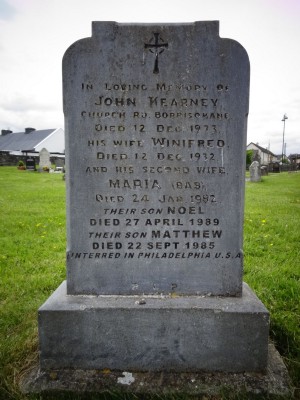 In Loving Memory of
JOHN KEARNEY
CHURCH RD. BORRISOKANE
DIED 12 DEC 1973
HIS WIFE WINIFRED
DIED 12 DEC 1932
AND HIS SECOND WIFE
MARIA (BAB)
DIED 24 JAN 1982
THEIR SON NOEL
DIED 27 APRIL 1989
THEIR SON MATTHEW
DIED 22 SEPT 1985
INTERRED IN PHILADELPHIA U.S.A